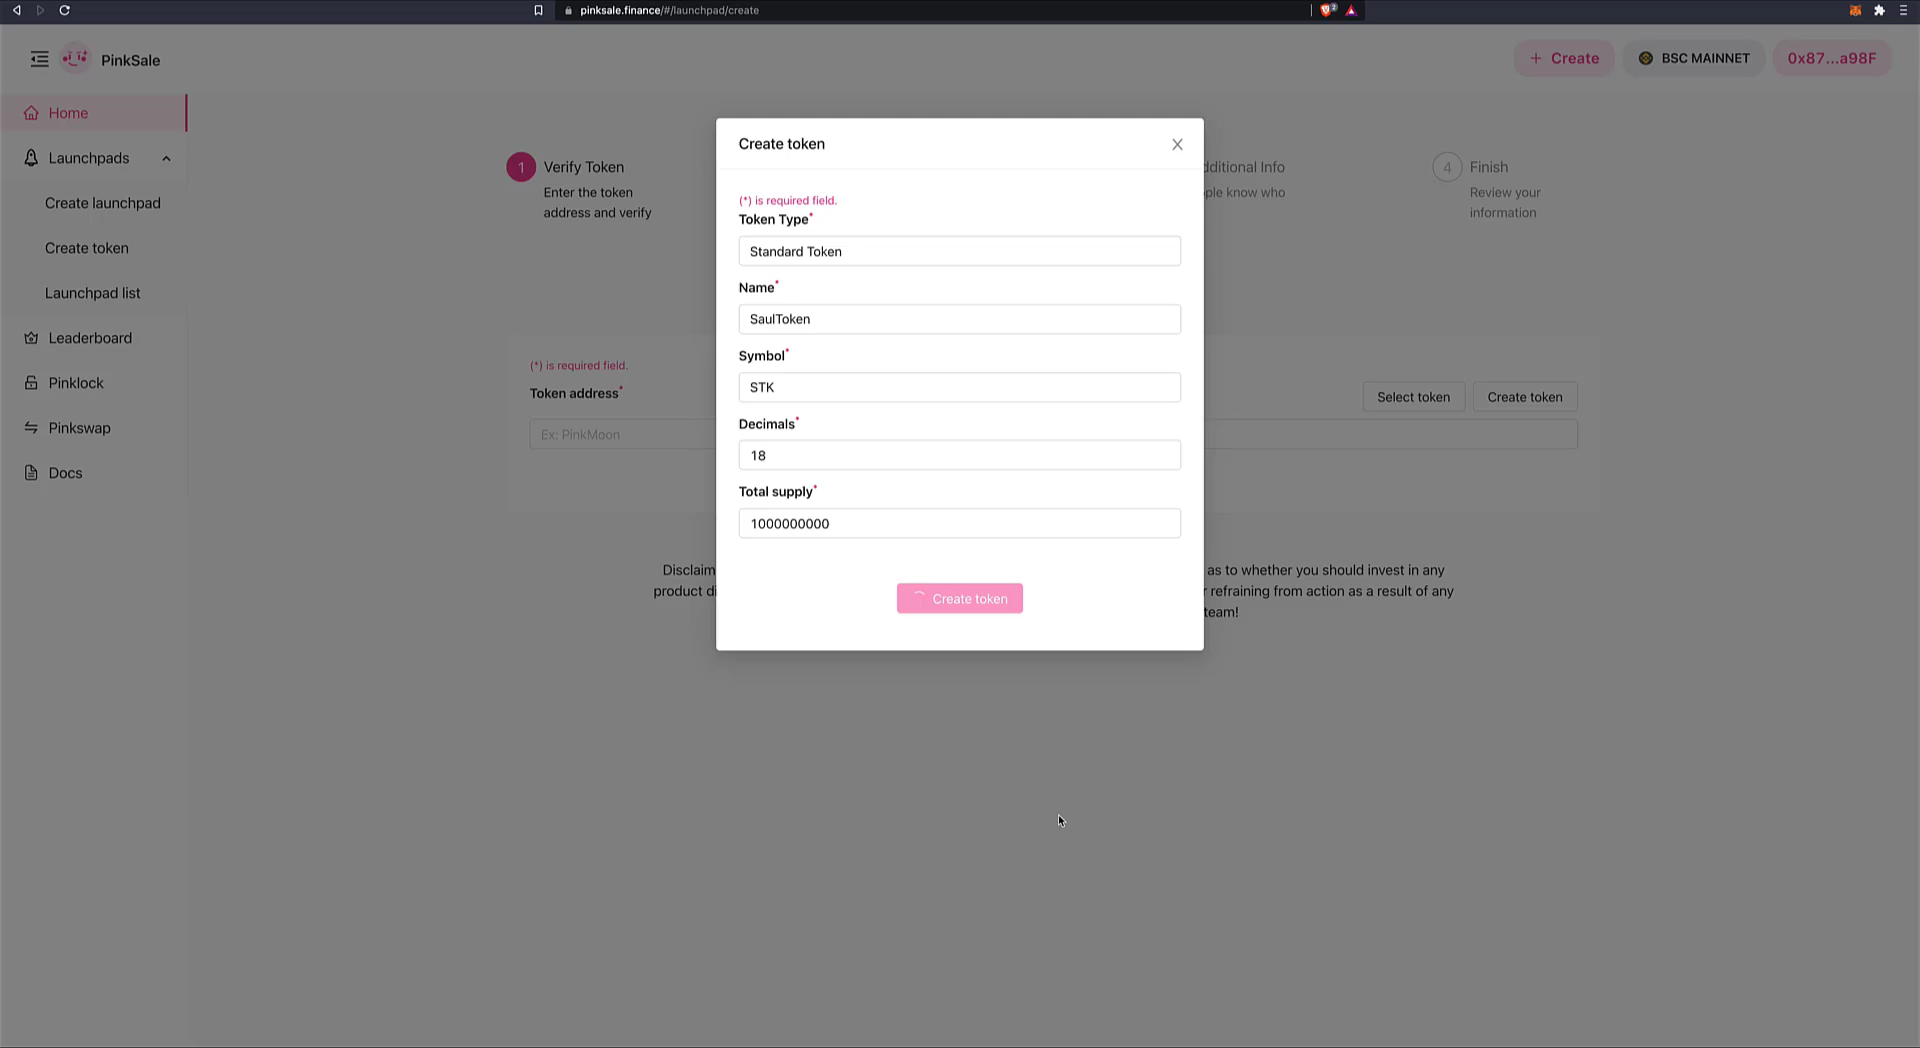 pinksale.finance/#/launchpad/create
2
PinkSale
+ Create
BSC MAINNET
0x87...a98F
Home
Launchpads
Create launchpad
Create token
Launchpad list
Leaderboard
Pinklock
Pinkswap
Docs
1
Verify Token
Enter the token
address and verify
dditional Info
ple know who
4
Finish
Review your
information
(*) is required field.
Token address*
Select token
Create token
Ex: PinkMoon
Create token
(*) is required field.
Token Type*
Standard Token
Name*
SaulToken
Symbol*
STK
Decimals*
18
Total supply*
1000000000
Create token
Disclaim
as to whether you should invest in any
product di
refraining from action as a result of any
team!